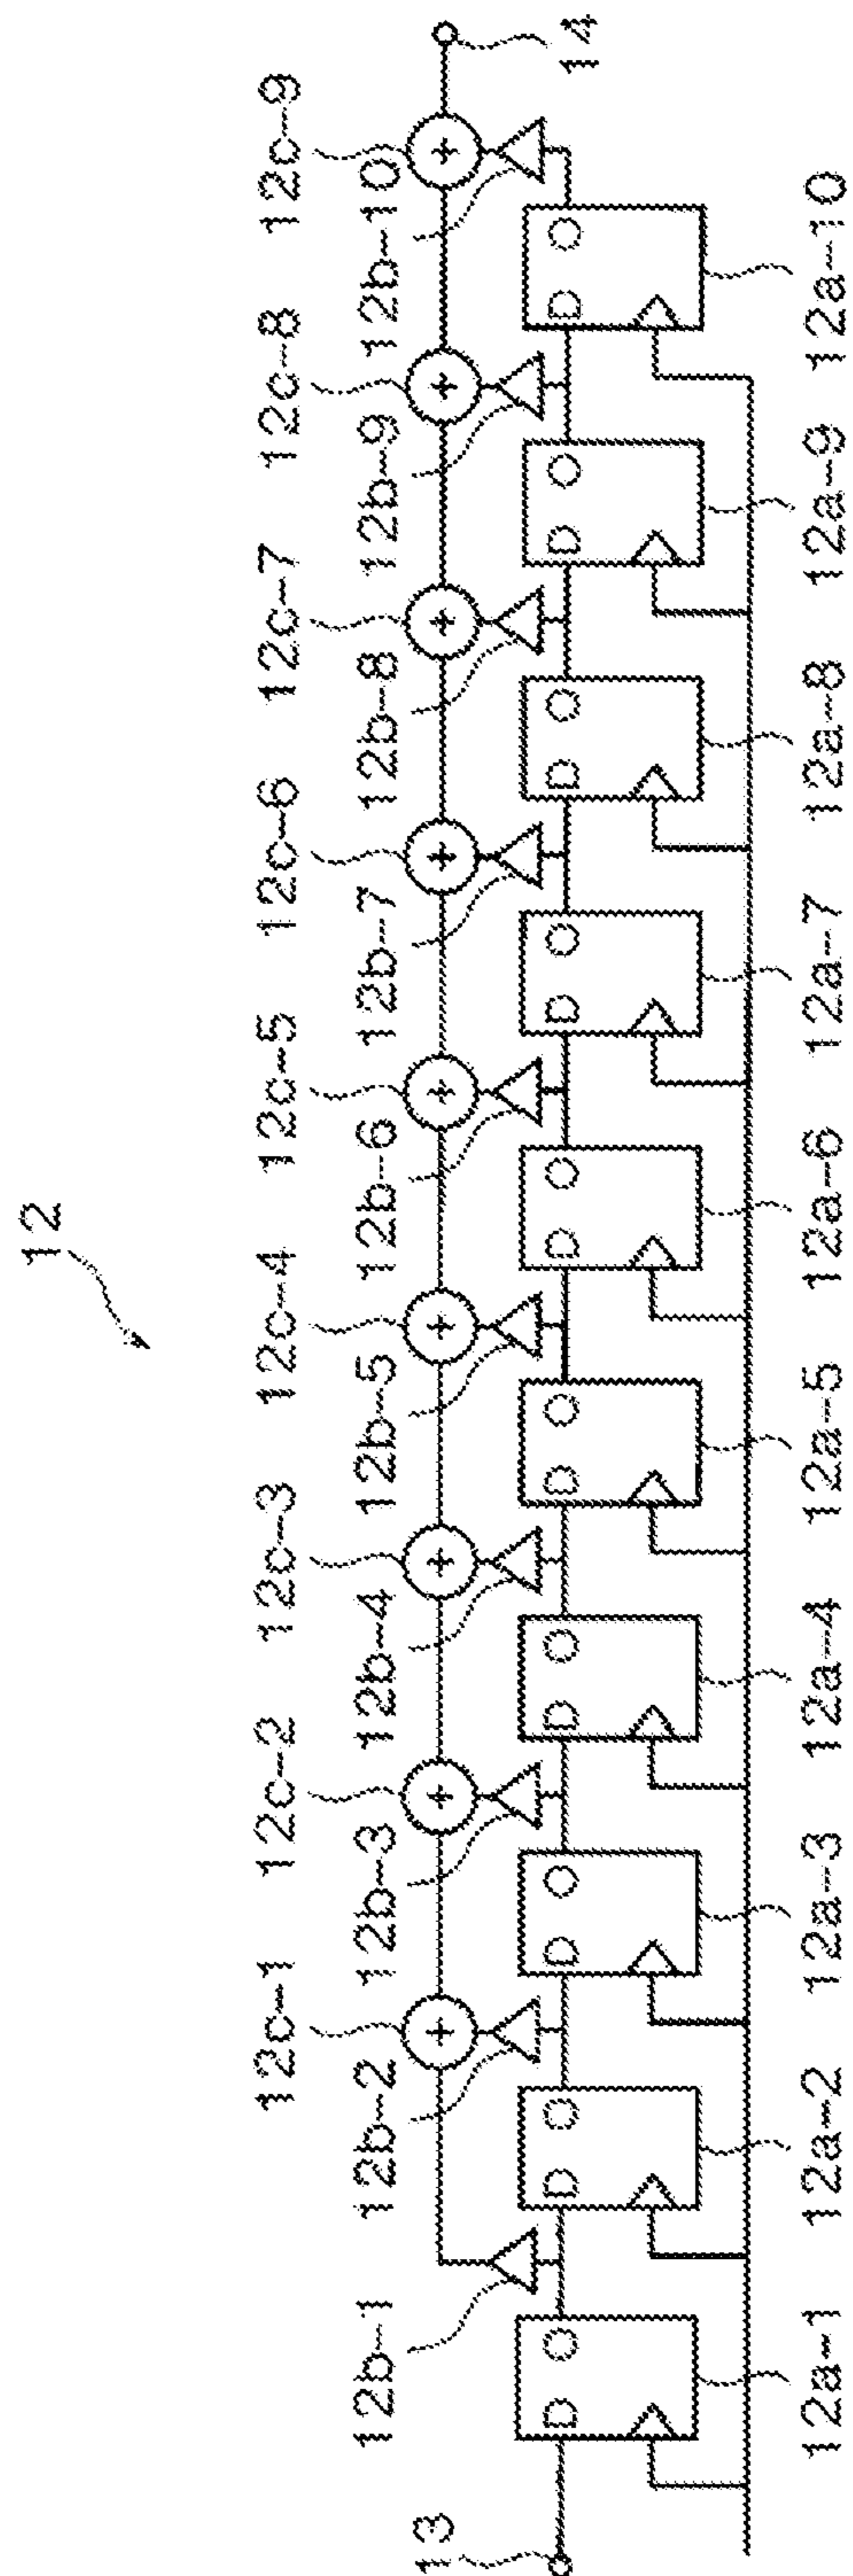 12
12c-1 12c-2 12c-3 12c-4 12c-5 12c-6 12c-7 12c-8 12c-9
12b-1 12b-2 12b-3 12b-4 12b-5 12b-6 12b-7 12b-8 12b-9 12b-10
+ + + + + + + + +
13 14
D O D O D O D O D O D O D O D O D O D O
12a-1 12a-2 12a-3 12a-4 12a-5 12a-6 12a-7 12a-8 12a-9 12a-10